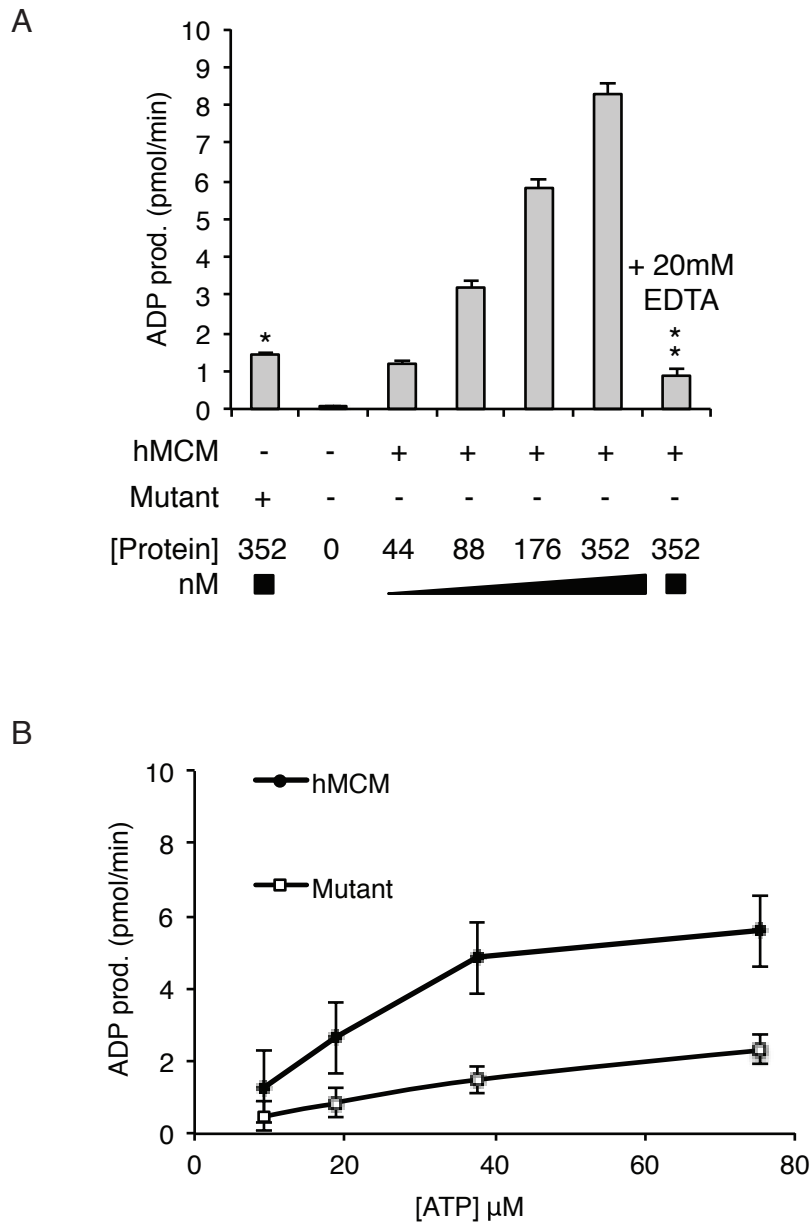 A
10
9
8
7
6
5
4
3
2
1
0
ADP prod. (pmol/min)
*
+ 20mM
EDTA
*
*
hMCM - - + + + + +
Mutant + - - - - - -
[Protein] 352 0 44 88 176 352 352
nM
B
10
8
6
4
2
0
ADP prod. (pmol/min)
hMCM
Mutant
0 20 40 60 80
[ATP] μM